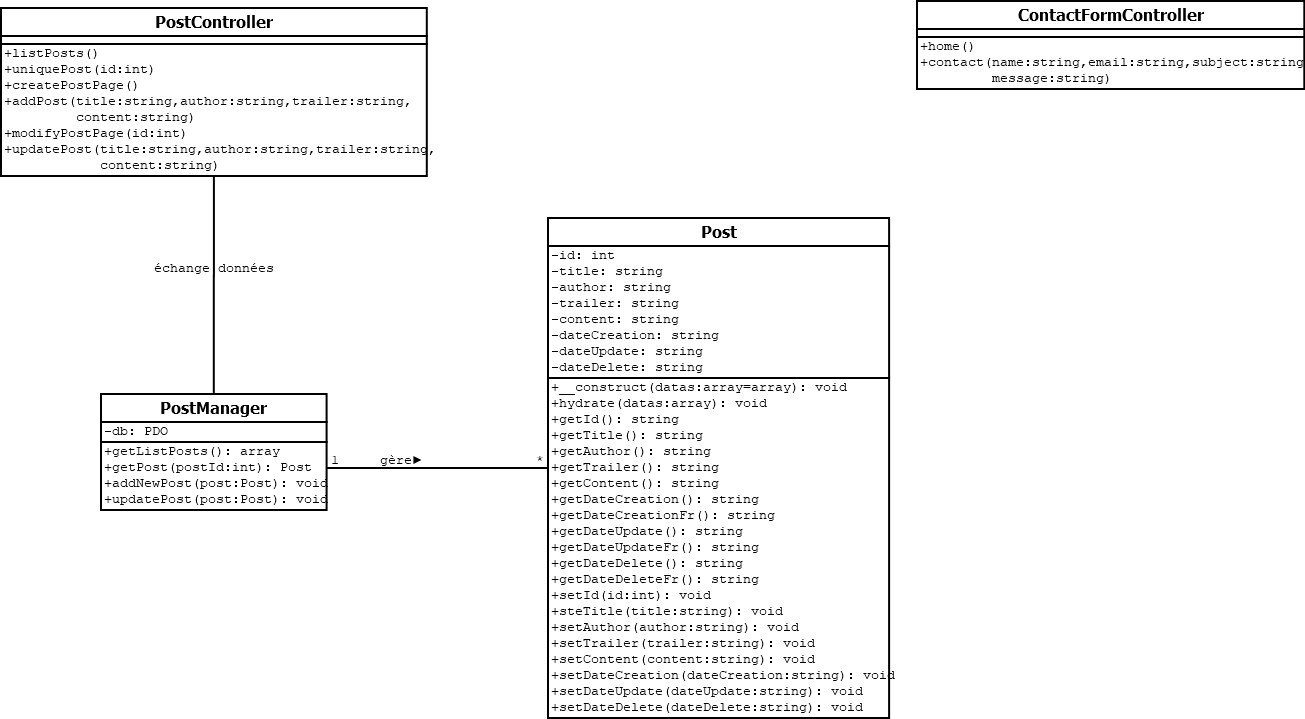 PostController
+listPosts()
+uniquePost(id:int)
+createPostPage()
+addPost(title:string,author:string,trailer:string,
content:string)
+modifyPostPage(id:int)
+updatePost(title:string,author:string,trailer:string,
content:string)
ContactFormController
+home()
+contact(name:string,email:string,subject:string
message:string)
échange données
PostManager
-db: PDO
+getListPosts(): array
+getPost(postId:int): Post
+addNewPost(post:Post): void
+updatePost(post:Post): void
1 gère► *
Post
-id: int
-title: string
-author: string
-trailer: string
-content: string
-dateCreation: string
-dateUpdate: string
-dateDelete: string
+__construct(datas:array=array): void
+hydrate(datas:array): void
+getId(): string
+getTitle(): string
+getAuthor(): string
+getTrailer(): string
+getContent(): string
+getDateCreation(): string
+getDateCreationFr(): string
+getDateUpdate(): string
+getDateUpdateFr(): string
+getDateDelete(): string
+getDateDeleteFr(): string
+setId(id:int): void
+steTitle(title:string): void
+setAuthor(author:string): void
+setTrailer(trailer:string): void
+setContent(content:string): void
+setDateCreation(dateCreation:string): void
+setDateUpdate(dateUpdate:string): void
+setDateDelete(dateDelete:string): void